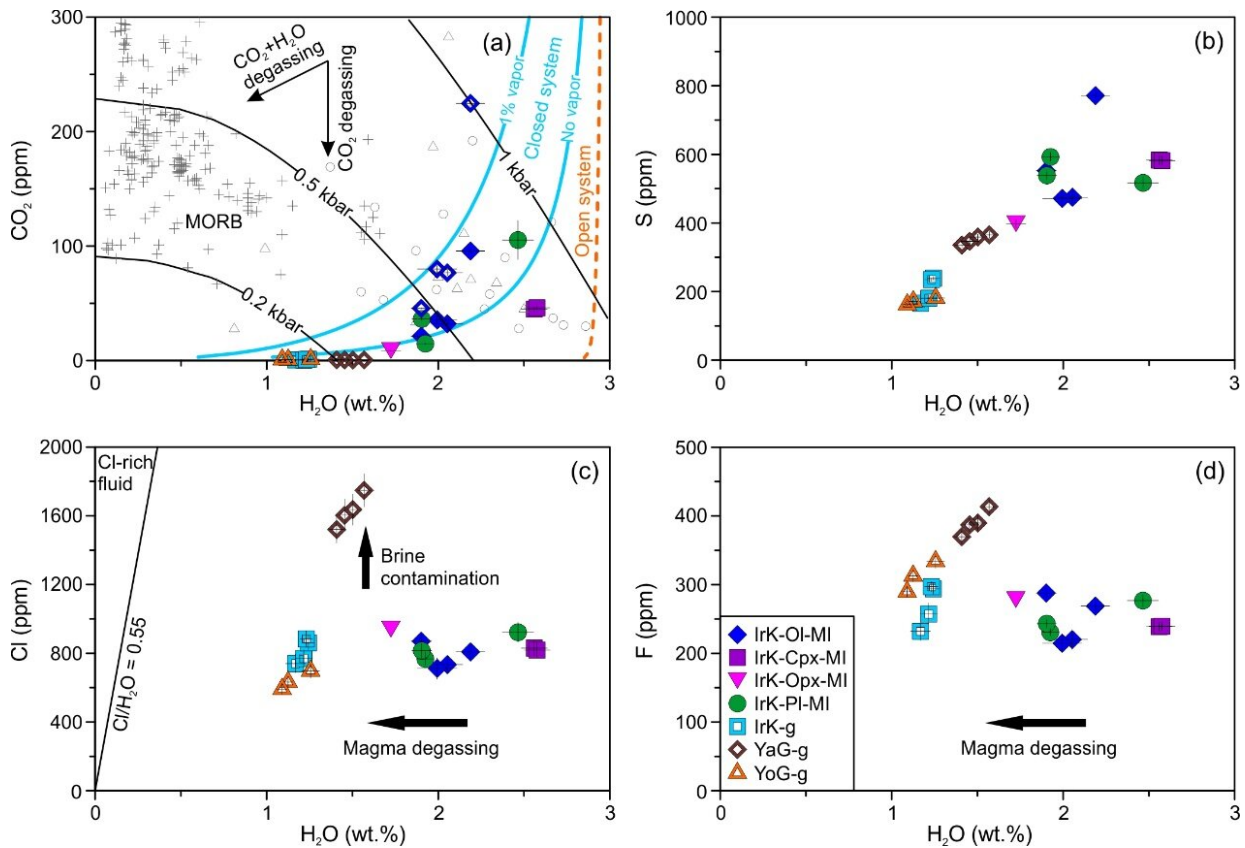 300
200
100
0
CO₂ (ppm)
(a)
CO₂+H₂O
degassing
CO₂ degassing
1% vapor
Closed system
No vapor
Open system
1 kbar
0.5 kbar
0.2 kbar
MORB
0
1
2
3
H₂O (wt.%)
1000
800
600
400
200
0
S (ppm)
(b)
0
1
2
3
H₂O (wt.%)
2000
1600
1200
800
400
0
Cl (ppm)
(c)
Cl-rich
fluid
Cl/H₂O = 0.55
Brine
contamination
Magma degassing
0
1
2
3
H₂O (wt.%)
500
400
300
200
100
0
F (ppm)
(d)
IrK-Ol-MI
IrK-Cpx-MI
IrK-Opx-MI
IrK-Pl-MI
IrK-g
YaG-g
YoG-g
Magma degassing
0
1
2
3
H₂O (wt.%)